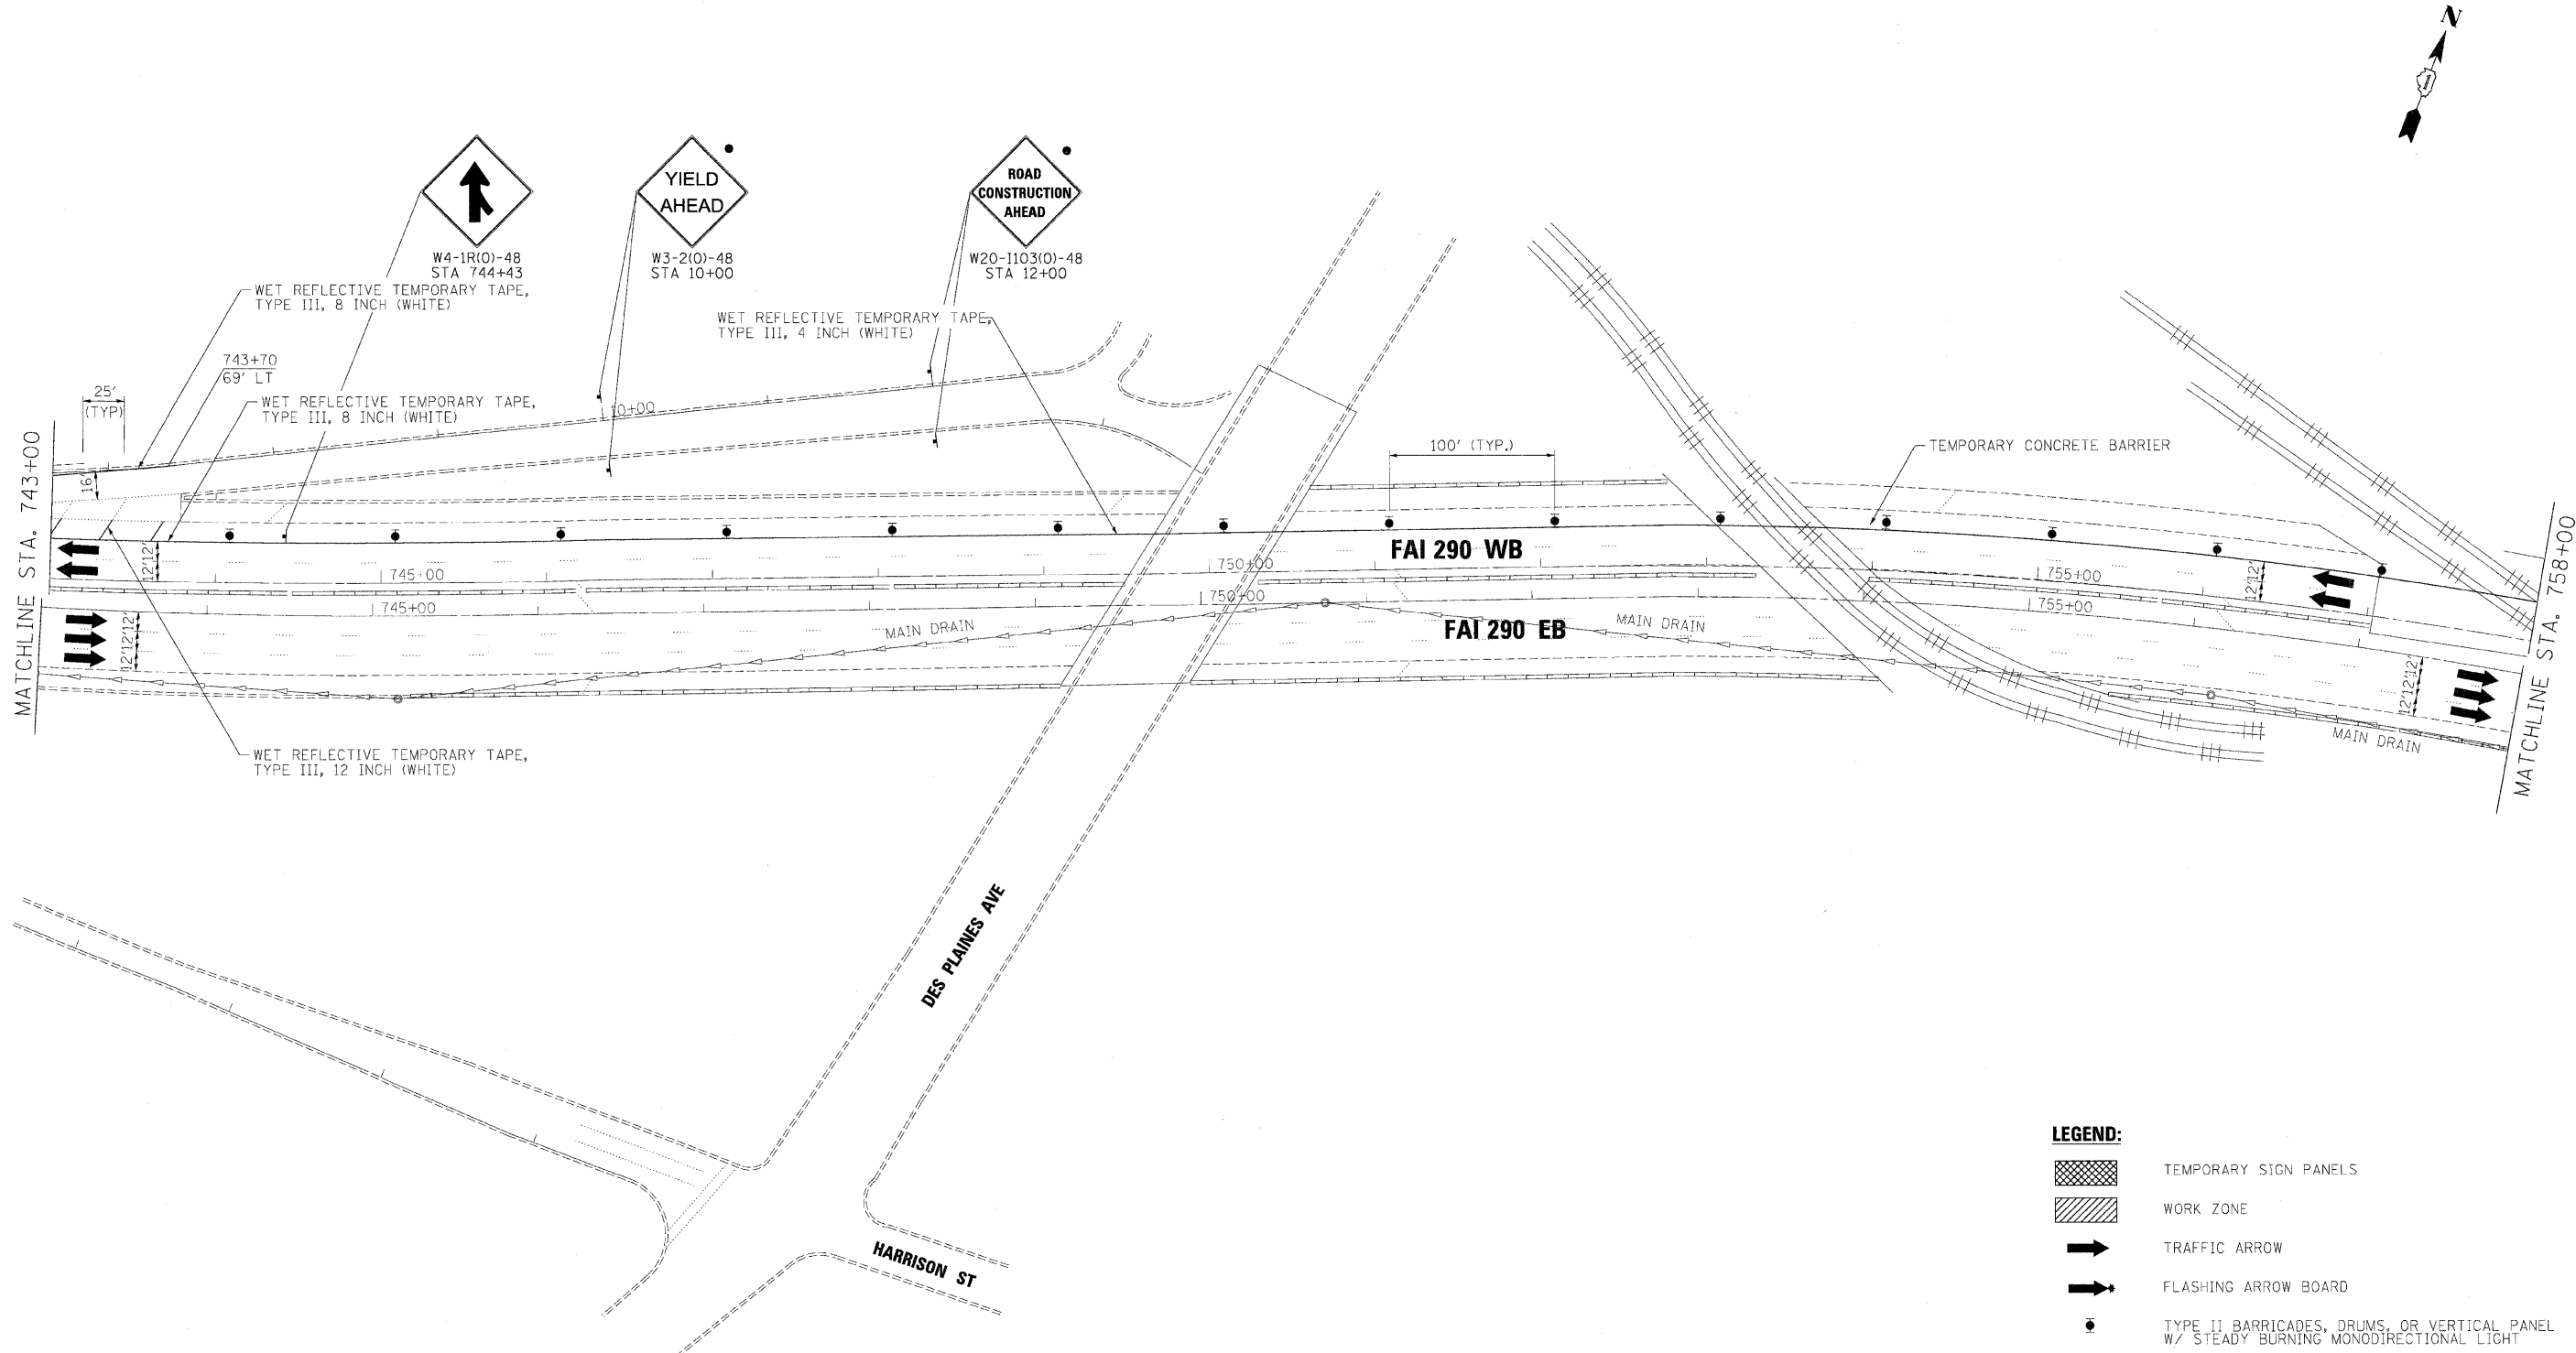 N
YIELD
AHEAD
ROAD
CONSTRUCTION
AHEAD
W4-1R(O)-48
STA 744+43
W3-2(O)-48
STA 10+00
W20-I103(O)-48
STA 12+00
WET REFLECTIVE TEMPORARY TAPE,
TYPE III, 8 INCH (WHITE)
WET REFLECTIVE TEMPORARY TAPE,
TYPE III, 4 INCH (WHITE)
743+70
69' LT
25'
(TYP)
WET REFLECTIVE TEMPORARY TAPE,
TYPE III, 8 INCH (WHITE)
10+00
100' (TYP.)
TEMPORARY CONCRETE BARRIER
MATCHLINE STA. 743+00
16'
12'12'
FAI 290 WB
745+00
750+00
755+00
12'12'
745+00
750+00
755+00
12'12'12'
MAIN DRAIN
FAI 290 EB
MAIN DRAIN
12'12'12'
MAIN DRAIN
MATCHLINE STA. 758+00
WET REFLECTIVE TEMPORARY TAPE,
TYPE III, 12 INCH (WHITE)
DES PLAINES AVE
HARRISON ST
LEGEND:
TEMPORARY SIGN PANELS
WORK ZONE
TRAFFIC ARROW
FLASHING ARROW BOARD
TYPE II BARRICADES, DRUMS, OR VERTICAL PANEL
W/ STEADY BURNING MONODIRECTIONAL LIGHT